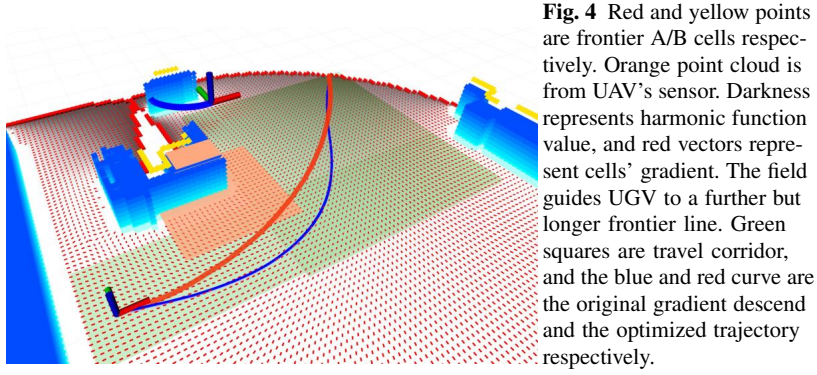 Fig. 4 Red and yellow points
are frontier A/B cells respec-
tively. Orange point cloud is
from UAV's sensor. Darkness
represents harmonic function
value, and red vectors repre-
sent cells' gradient. The field
guides UGV to a further but
longer frontier line. Green
squares are travel corridor,
and the blue and red curve are
the original gradient descend
and the optimized trajectory
respectively.